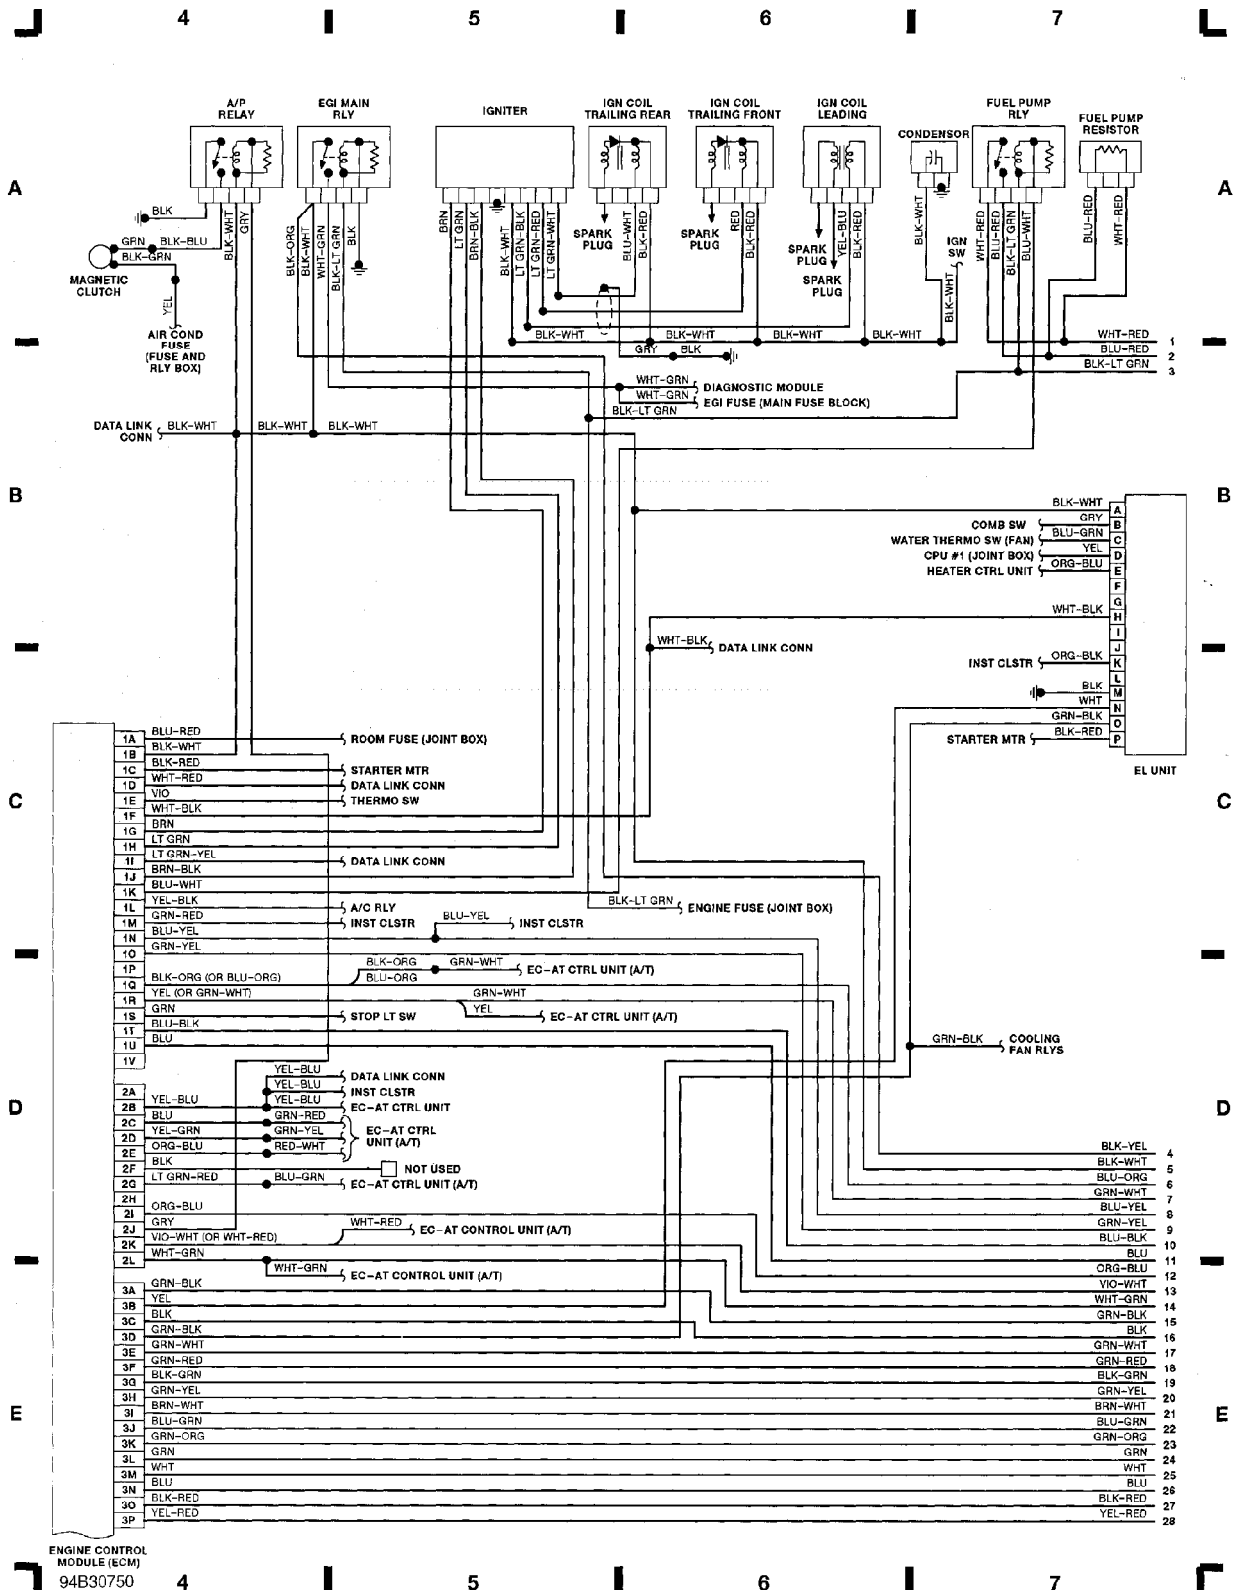 4 5 6 7
A/P RELAY
EGI MAIN RLY
IGNITER
IGN COIL TRAILING REAR
IGN COIL TRAILING FRONT
IGN COIL LEADING
CONDENSOR
FUEL PUMP RLY
FUEL PUMP RESISTOR
A A
BLK
GRN
BLK-BLU
BLK-GRN
BLK-WHT
GRY
MAGNETIC CLUTCH
YEL
AIR COND FUSE (FUSE AND RLY BOX)
BLK-ORG
BLK-WHT
WHT-GRN
BLK-LT GRN
BLK
BRN
LT GRN
BRN-BLK
BLK-WHT
LT GRN-BLK
LT GRN-RED
LT GRN-WHT
SPARK PLUG
BLU-WHT
BLK-RED
SPARK PLUG
RED
BLK-RED
SPARK PLUG
SPARK PLUG
YEL-BLU
BLK-RED
BLK-WHT
IGN SW
BLK-WHT
WHT-RED
BLU-RED
BLK-LT GRN
BLU-WHT
BLU-RED
WHT-RED
BLK-WHT BLK-WHT BLK-WHT BLK-WHT
GRY BLK
WHT-RED 1
BLU-RED 2
BLK-LT GRN 3
WHT-GRN DIAGNOSTIC MODULE
WHT-GRN EGI FUSE (MAIN FUSE BLOCK)
BLK-LT GRN
DATA LINK CONN BLK-WHT BLK-WHT BLK-WHT
B B
BLK-WHT A
COMB SW GRY B
WATER THERMO SW (FAN) BLU-GRN C
CPU #1 (JOINT BOX) YEL D
HEATER CTRL UNIT ORG-BLU E
F
G
WHT-BLK H
I
WHT-BLK DATA LINK CONN J
INST CLSTR ORG-BLK K
L
BLK M
WHT N
GRN-BLK O
STARTER MTR BLK-RED P
EL UNIT
C C
1A BLU-RED ROOM FUSE (JOINT BOX)
1B BLK-WHT
1C BLK-RED STARTER MTR
1D WHT-RED DATA LINK CONN
1E VIO THERMO SW
1F WHT-BLK
1G BRN
1H LT GRN
1I LT GRN-YEL DATA LINK CONN
1J BRN-BLK
1K BLU-WHT
1L YEL-BLK A/C RLY
BLK-LT GRN ENGINE FUSE (JOINT BOX)
1M GRN-RED INST CLSTR
BLU-YEL INST CLSTR
1N BLU-YEL
1O GRN-YEL
1P
BLK-ORG GRN-WHT EC-AT CTRL UNIT (A/T)
1Q BLK-ORG (OR BLU-ORG) BLU-ORG
1R YEL (OR GRN-WHT) GRN-WHT
1S GRN STOP LT SW
YEL EC-AT CTRL UNIT (A/T)
1T BLU-BLK
1U BLU
1V
GRN-BLK COOLING FAN RLYS
D D
YEL-BLU DATA LINK CONN
2A YEL-BLU INST CLSTR
2B YEL-BLU YEL-BLU EC-AT CTRL UNIT
2C BLU GRN-RED
2D YEL-GRN GRN-YEL EC-AT CTRL UNIT (A/T)
2E ORG-BLU RED-WHT
2F BLK NOT USED
2G LT GRN-RED BLU-GRN EC-AT CTRL UNIT (A/T)
2H
2I ORG-BLU
2J GRY
WHT-RED EC-AT CONTROL UNIT (A/T)
2K VIO-WHT (OR WHT-RED)
2L WHT-GRN
WHT-GRN EC-AT CONTROL UNIT (A/T)
BLK-YEL 4
BLK-WHT 5
BLU-ORG 6
GRN-WHT 7
BLU-YEL 8
GRN-YEL 9
BLU-BLK 10
BLU 11
ORG-BLU 12
VIO-WHT 13
WHT-GRN 14
3A GRN-BLK GRN-BLK 15
3B YEL
3C BLK BLK 16
3D GRN-BLK
3E GRN-WHT GRN-WHT 17
3F GRN-RED GRN-RED 18
3G BLK-GRN BLK-GRN 19
3H GRN-YEL GRN-YEL 20
E E
3I BRN-WHT BRN-WHT 21
3J BLU-GRN BLU-GRN 22
3K GRN-ORG GRN-ORG 23
3L GRN GRN 24
3M WHT WHT 25
3N BLU BLU 26
3O BLK-RED BLK-RED 27
3P YEL-RED YEL-RED 28
ENGINE CONTROL MODULE (ECM)
94B30750
4 5 6 7